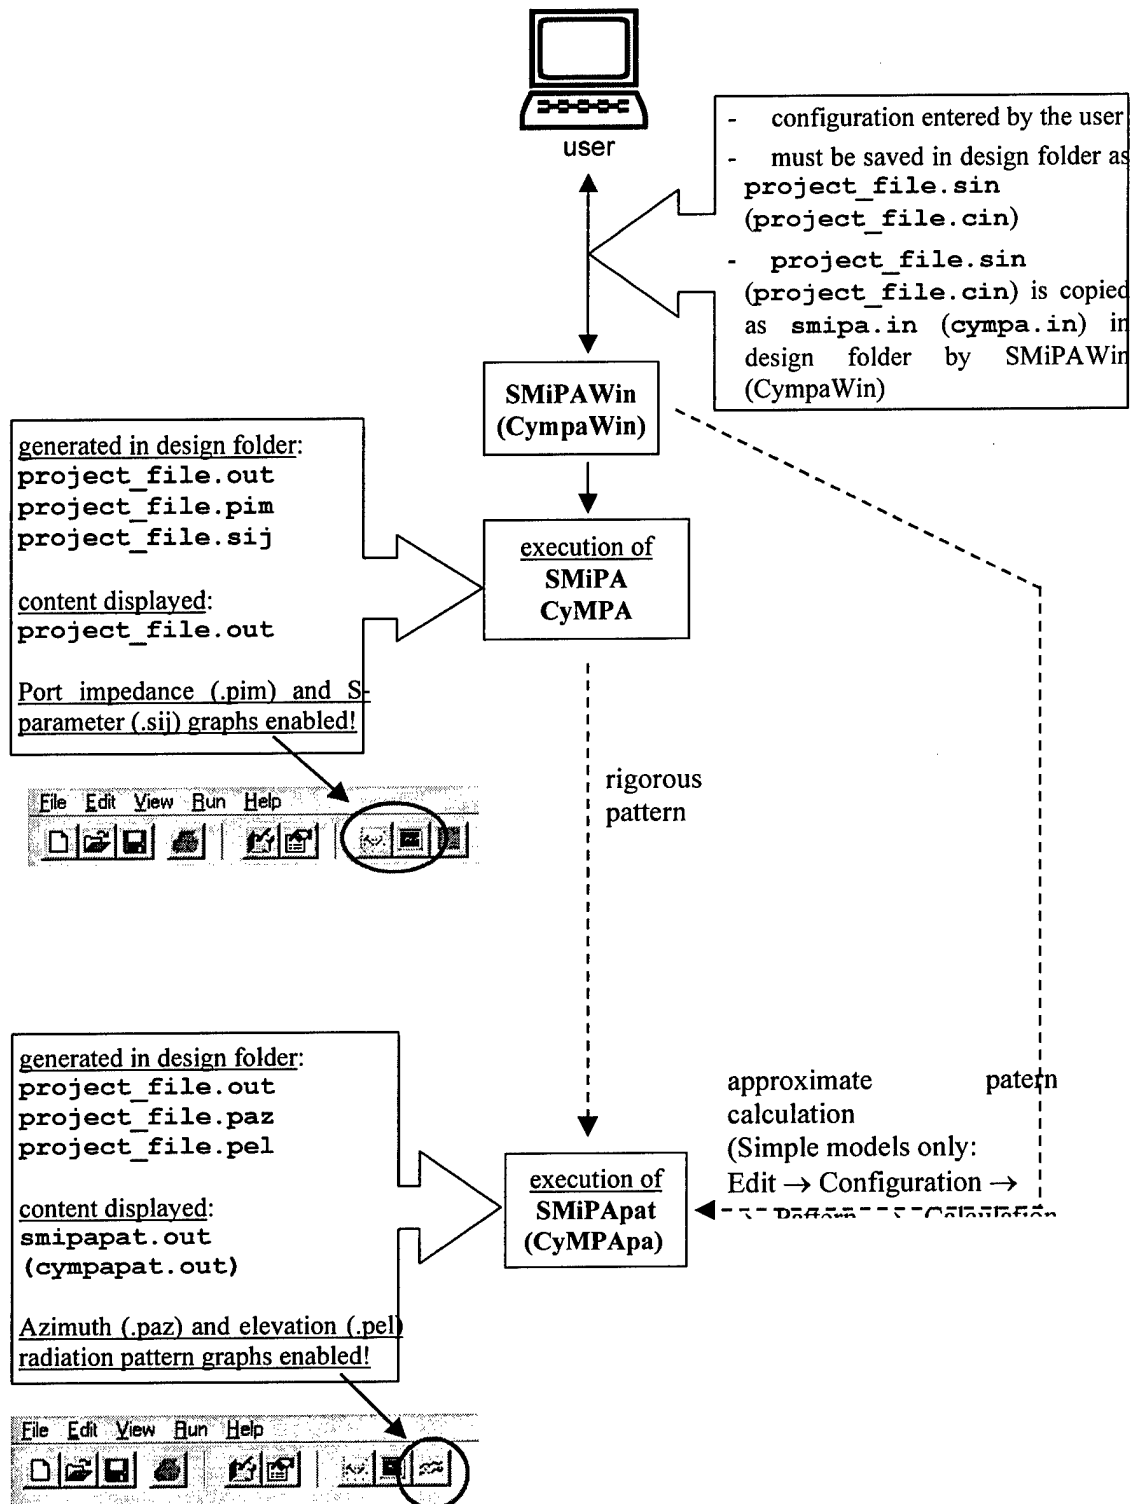 user
- configuration entered by the user
- must be saved in design folder as
project_file.sin
(project_file.cin)
- project_file.sin
(project_file.cin) is copied
as smipa.in (cympa.in) in
design folder by SMiPAWin
(CympaWin)
SMiPAWin
(CympaWin)
generated in design folder:
project_file.out
project_file.pim
project_file.sij
content displayed:
project_file.out
Port impedance (.pim) and S-
parameter (.sij) graphs enabled!
execution of
SMiPA
CyMPA
File Edit View Run Help
rigorous
pattern
generated in design folder:
project_file.out
project_file.paz
project_file.pel
content displayed:
smipapat.out
(cympapat.out)
Azimuth (.paz) and elevation (.pel)
radiation pattern graphs enabled!
execution of
SMiPApat
(CyMPApa)
approximate patern
calculation
(Simple models only:
Edit → Configuration →
→ Pattern → Calculation
File Edit View Run Help